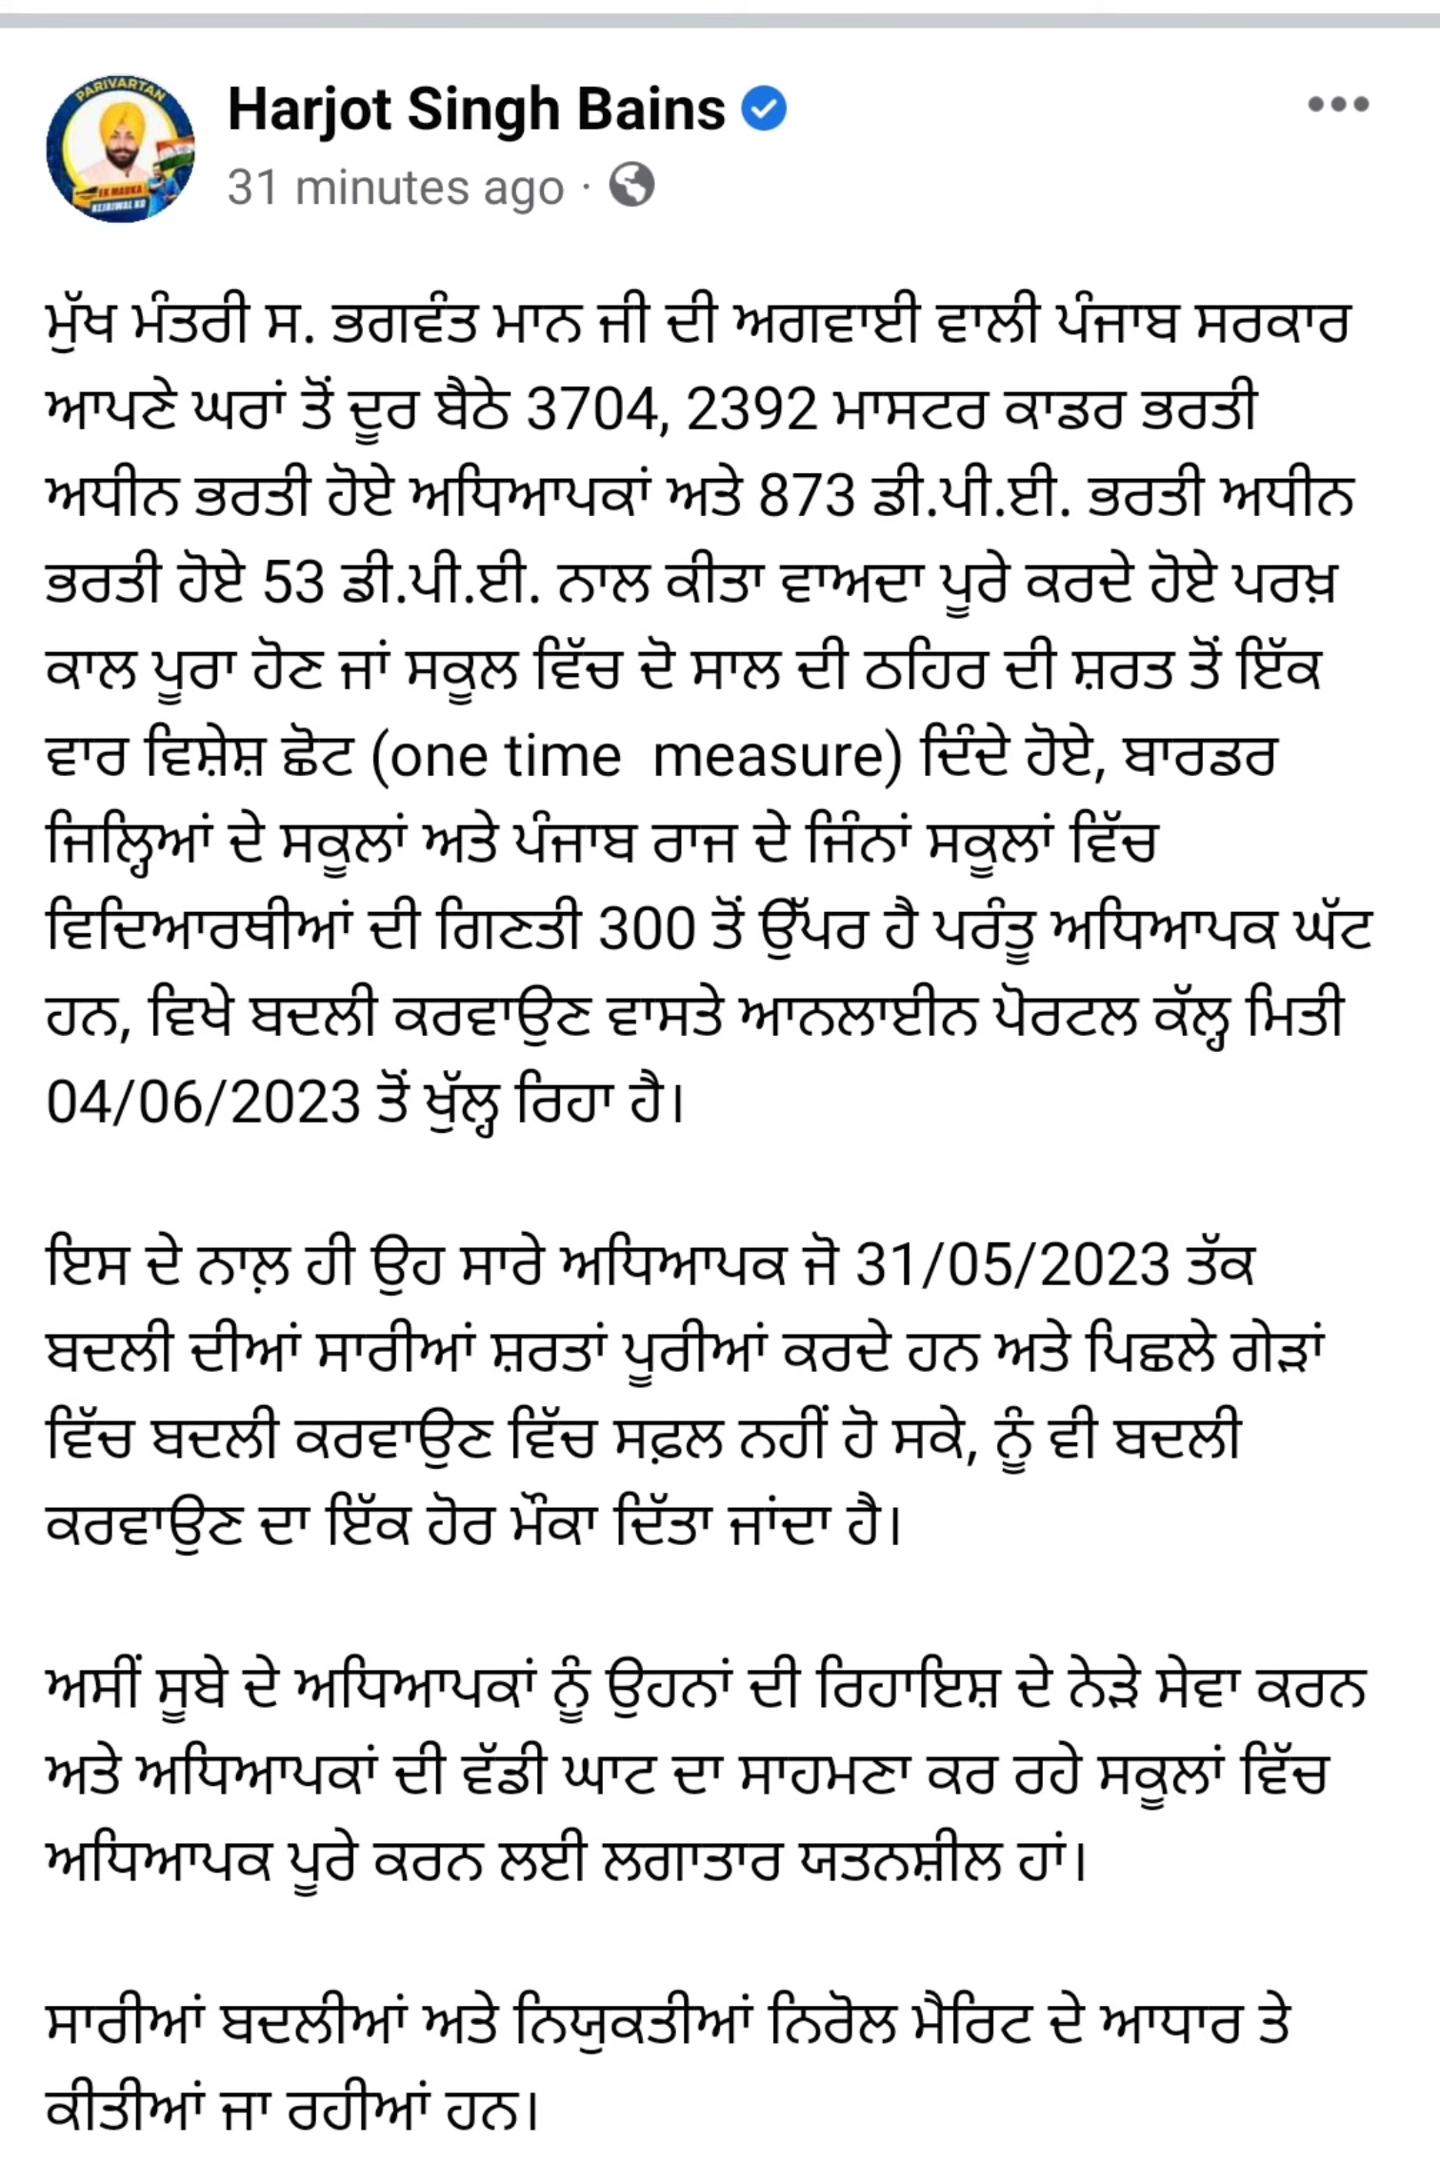 PARIVARTAN
EK MAUKA
KEJRIWAL KO
Harjot Singh Bains
31 minutes ago ·
ਮੁੱਖ ਮੰਤਰੀ ਸ. ਭਗਵੰਤ ਮਾਨ ਜੀ ਦੀ ਅਗਵਾਈ ਵਾਲੀ ਪੰਜਾਬ ਸਰਕਾਰ
ਆਪਣੇ ਘਰਾਂ ਤੋਂ ਦੂਰ ਬੈਠੇ 3704, 2392 ਮਾਸਟਰ ਕਾਡਰ ਭਰਤੀ
ਅਧੀਨ ਭਰਤੀ ਹੋਏ ਅਧਿਆਪਕਾਂ ਅਤੇ 873 ਡੀ.ਪੀ.ਈ. ਭਰਤੀ ਅਧੀਨ
ਭਰਤੀ ਹੋਏ 53 ਡੀ.ਪੀ.ਈ. ਨਾਲ ਕੀਤਾ ਵਾਅਦਾ ਪੂਰੇ ਕਰਦੇ ਹੋਏ ਪਰਖ਼
ਕਾਲ ਪੂਰਾ ਹੋਣ ਜਾਂ ਸਕੂਲ ਵਿੱਚ ਦੋ ਸਾਲ ਦੀ ਠਹਿਰ ਦੀ ਸ਼ਰਤ ਤੋਂ ਇੱਕ
ਵਾਰ ਵਿਸ਼ੇਸ਼ ਛੋਟ (one time  measure) ਦਿੰਦੇ ਹੋਏ, ਬਾਰਡਰ
ਜਿਲ੍ਹਿਆਂ ਦੇ ਸਕੂਲਾਂ ਅਤੇ ਪੰਜਾਬ ਰਾਜ ਦੇ ਜਿੰਨਾਂ ਸਕੂਲਾਂ ਵਿੱਚ
ਵਿਦਿਆਰਥੀਆਂ ਦੀ ਗਿਣਤੀ 300 ਤੋਂ ਉੱਪਰ ਹੈ ਪਰੰਤੂ ਅਧਿਆਪਕ ਘੱਟ
ਹਨ, ਵਿਖੇ ਬਦਲੀ ਕਰਵਾਉਣ ਵਾਸਤੇ ਆਨਲਾਈਨ ਪੋਰਟਲ ਕੱਲ੍ਹ ਮਿਤੀ
04/06/2023 ਤੋਂ ਖੁੱਲ੍ਹ ਰਿਹਾ ਹੈ।
ਇਸ ਦੇ ਨਾਲ਼ ਹੀ ਉਹ ਸਾਰੇ ਅਧਿਆਪਕ ਜੋ 31/05/2023 ਤੱਕ
ਬਦਲੀ ਦੀਆਂ ਸਾਰੀਆਂ ਸ਼ਰਤਾਂ ਪੂਰੀਆਂ ਕਰਦੇ ਹਨ ਅਤੇ ਪਿਛਲੇ ਗੇੜਾਂ
ਵਿੱਚ ਬਦਲੀ ਕਰਵਾਉਣ ਵਿੱਚ ਸਫ਼ਲ ਨਹੀਂ ਹੋ ਸਕੇ, ਨੂੰ ਵੀ ਬਦਲੀ
ਕਰਵਾਉਣ ਦਾ ਇੱਕ ਹੋਰ ਮੌਕਾ ਦਿੱਤਾ ਜਾਂਦਾ ਹੈ।
ਅਸੀਂ ਸੂਬੇ ਦੇ ਅਧਿਆਪਕਾਂ ਨੂੰ ਉਹਨਾਂ ਦੀ ਰਿਹਾਇਸ਼ ਦੇ ਨੇੜੇ ਸੇਵਾ ਕਰਨ
ਅਤੇ ਅਧਿਆਪਕਾਂ ਦੀ ਵੱਡੀ ਘਾਟ ਦਾ ਸਾਹਮਣਾ ਕਰ ਰਹੇ ਸਕੂਲਾਂ ਵਿੱਚ
ਅਧਿਆਪਕ ਪੂਰੇ ਕਰਨ ਲਈ ਲਗਾਤਾਰ ਯਤਨਸ਼ੀਲ ਹਾਂ।
ਸਾਰੀਆਂ ਬਦਲੀਆਂ ਅਤੇ ਨਿਯੁਕਤੀਆਂ ਨਿਰੋਲ ਮੈਰਿਟ ਦੇ ਆਧਾਰ ਤੇ
ਕੀਤੀਆਂ ਜਾ ਰਹੀਆਂ ਹਨ।